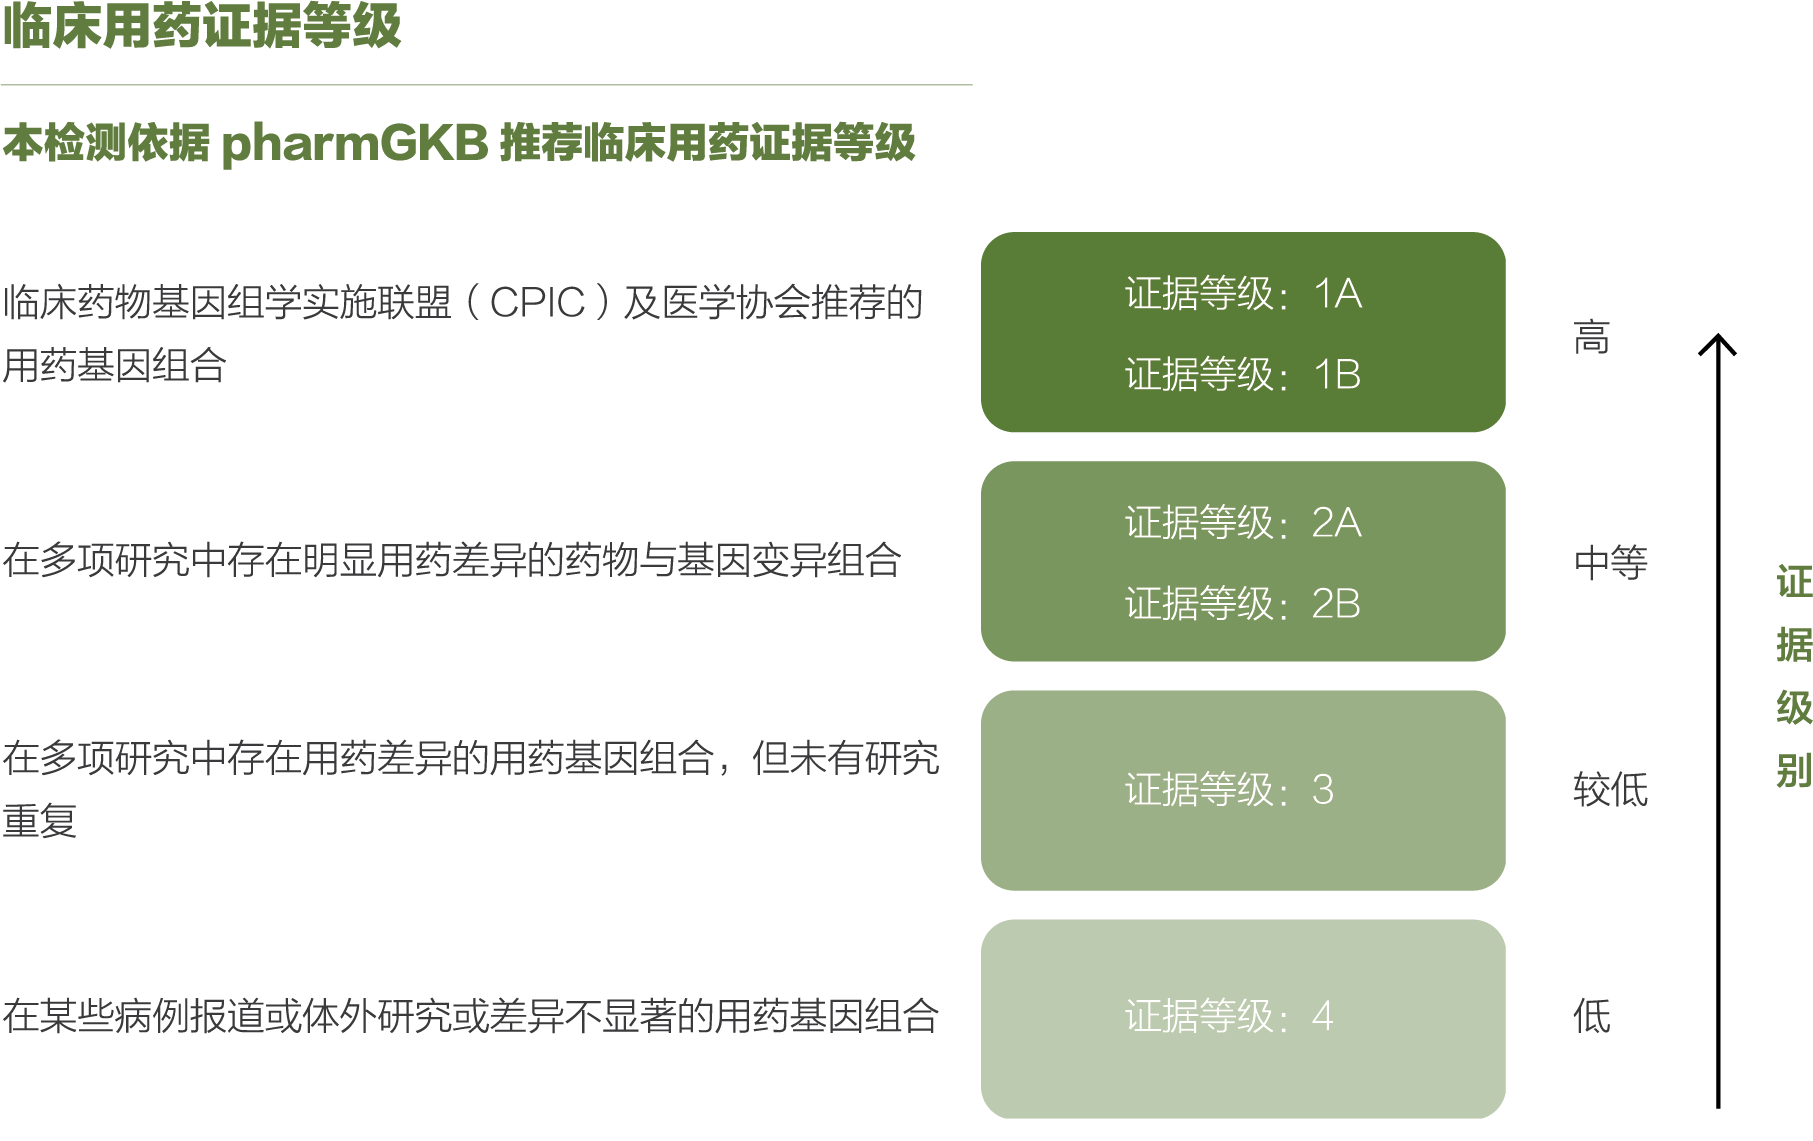 临床用药证据等级
本检测依据 pharmGKB 推荐临床用药证据等级
临床药物基因组学实施联盟（CPIC）及医学协会推荐的
用药基因组合
证据等级：1A
证据等级：1B
高
在多项研究中存在明显用药差异的药物与基因变异组合
证据等级：2A
证据等级：2B
中等
在多项研究中存在用药差异的用药基因组合，但未有研究
重复
证据等级：3
较低
在某些病例报道或体外研究或差异不显著的用药基因组合
证据等级：4
低
证据级别